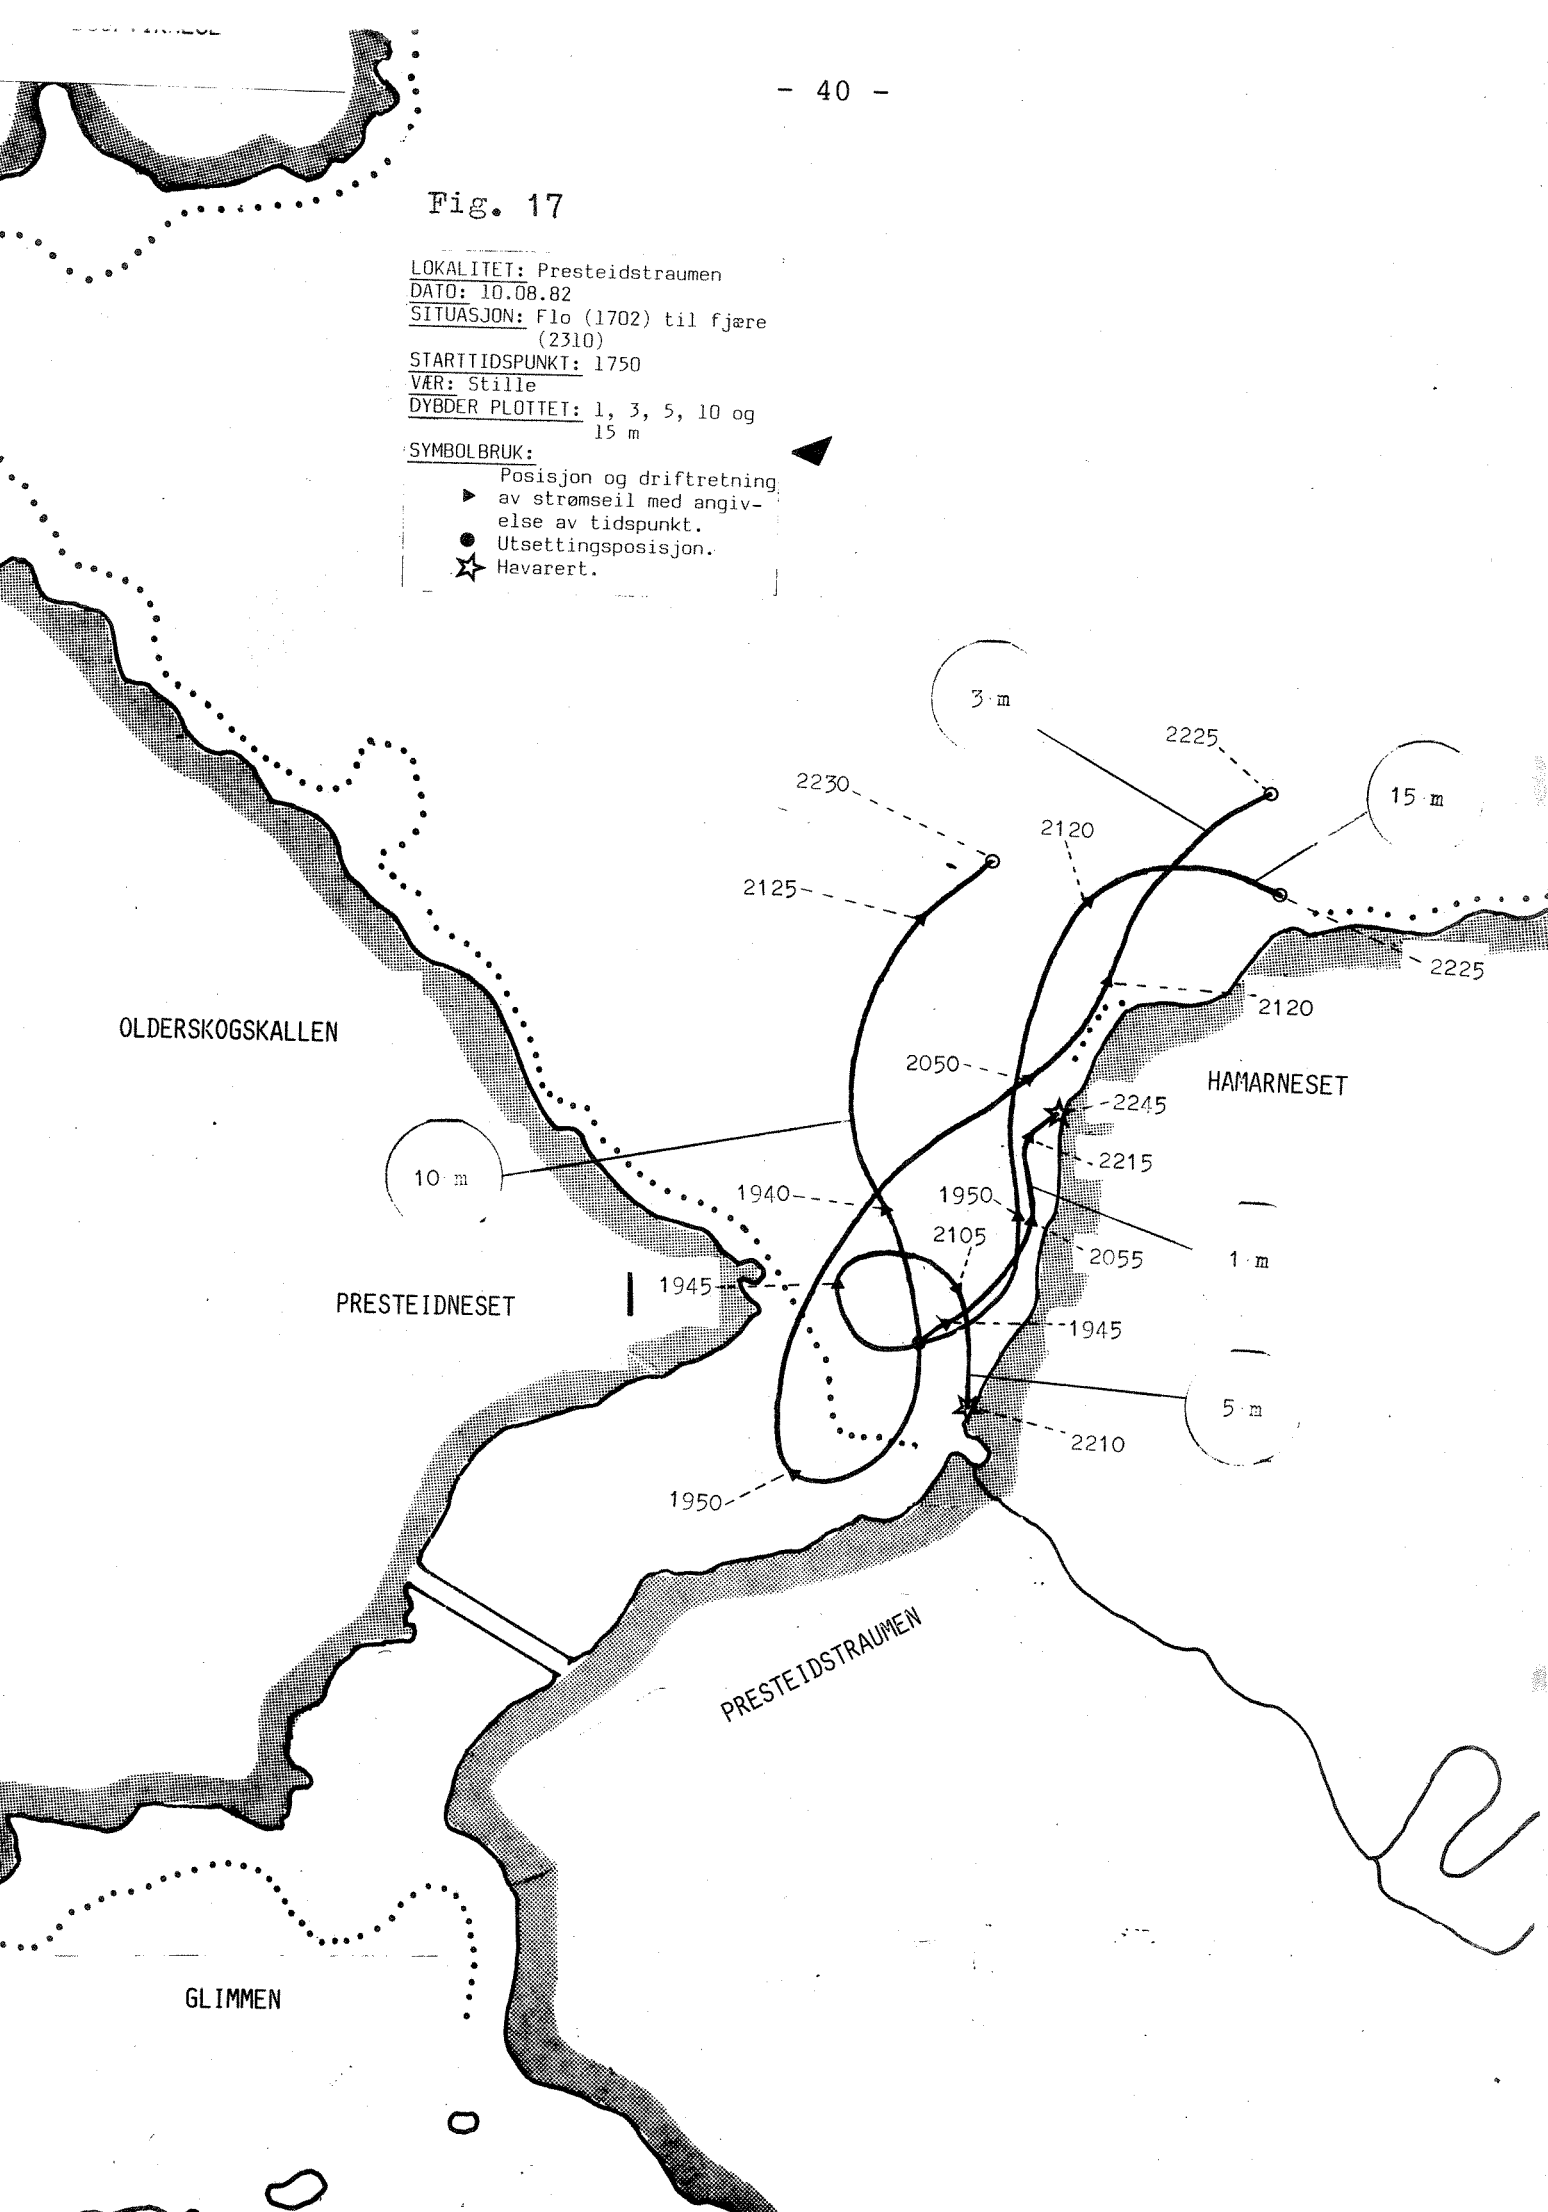 - 40 -
Fig. 17
LOKALITET: Presteidstraumen
DATO: 10.08.82
SITUASJON: Flo (1702) til fjære
(2310)
STARTTIDSPUNKT: 1750
VÆR: Stille
DYBDER PLOTTET: 1, 3, 5, 10 og
15 m
SYMBOLBRUK:
Posisjon og driftretning
av strømseil med angiv-
else av tidspunkt.
Utsettingsposisjon.
Havarert.
3 m
2225
2230
15 m
2120
2125
2225
2120
OLDERSKOGSKALLEN
2050
HAMARNESET
2245
2215
10 m
1940
1950
2105
2055
1 m
1945
PRESTEIDNESET
1945
5 m
2210
1950
PRESTEIDSTRAUMEN
GLIMMEN